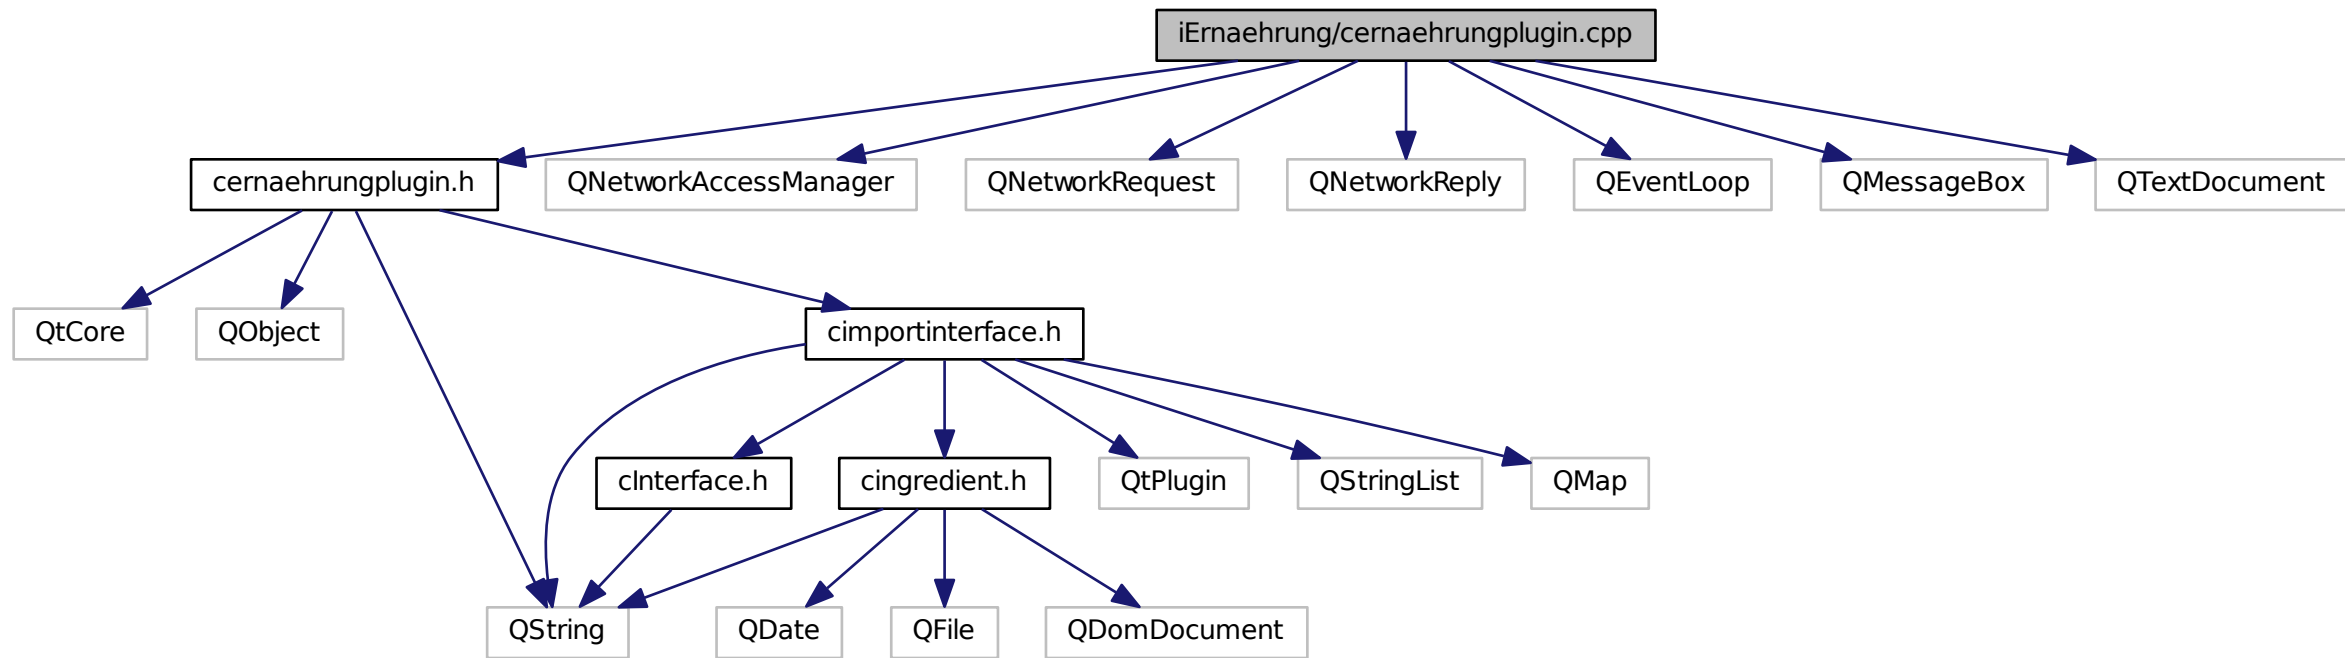 iErnaehrung/cernaehrungplugin.cpp
cernaehrungplugin.h
QNetworkAccessManager
QNetworkRequest
QNetworkReply
QEventLoop
QMessageBox
QTextDocument
QtCore
QObject
cimportinterface.h
cInterface.h
cingredient.h
QtPlugin
QStringList
QMap
QString
QDate
QFile
QDomDocument